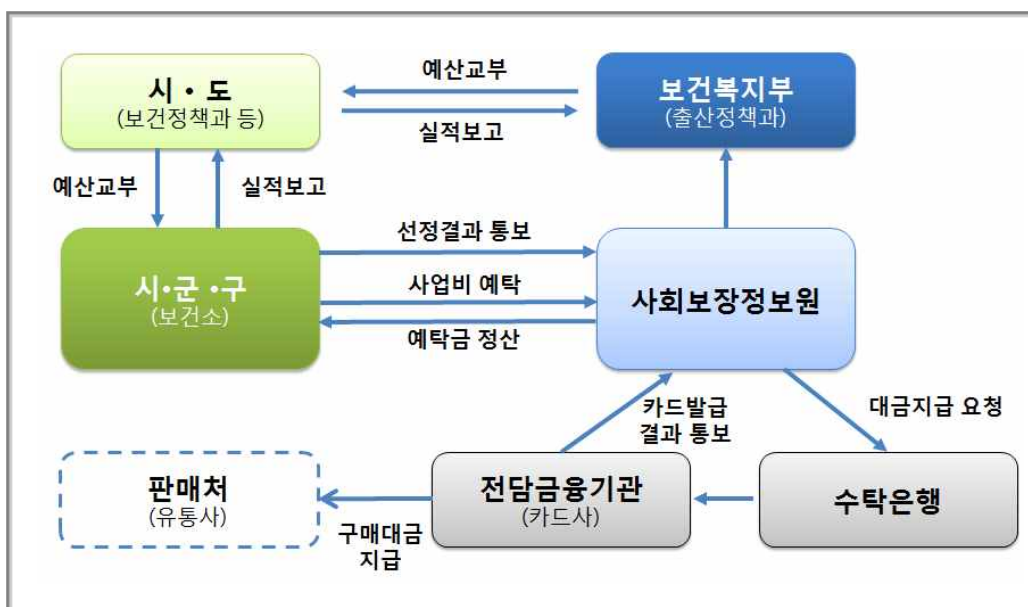 시 · 도
(보건정책과 등)
예산교부
실적보고
보건복지부
(출산정책과)
예산교부
실적보고
시·군 ·구
(보건소)
선정결과 통보
사업비 예탁
예탁금 정산
사회보장정보원
카드발급
결과 통보
대금지급 요청
판매처
(유통사)
구매대금
지급
전담금융기관
(카드사)
수탁은행